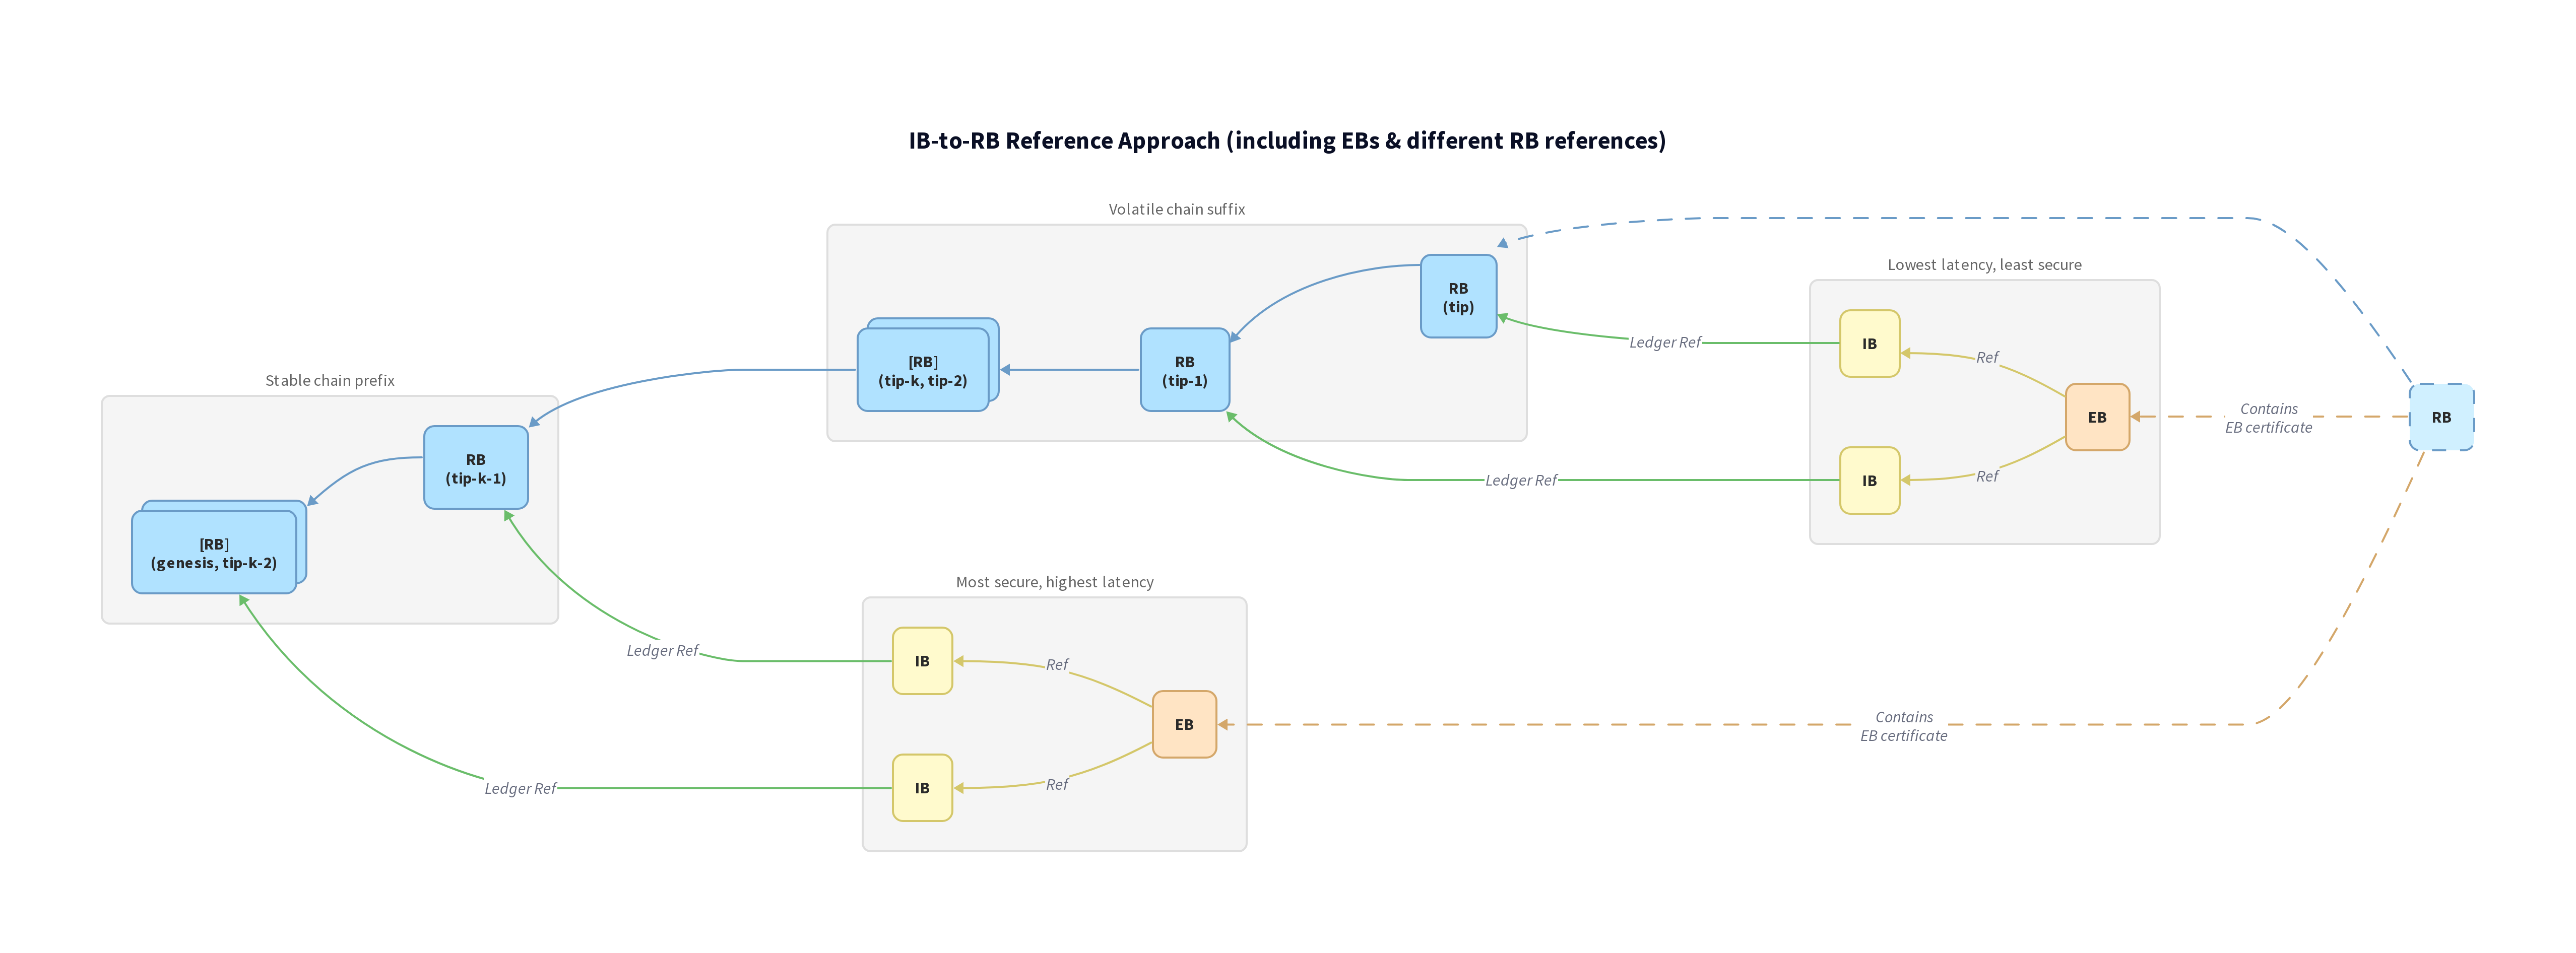 IB-to-RB Reference Approach (including EBs & different RB references)
Volatile chain suffix
RB
(tip)
[RB]
(tip-k, tip-2)
RB
(tip-1)
Lowest latency, least secure
IB
IB
Ref
Ref
EB
Contains
EB certificate
RB
Ledger Ref
Ledger Ref
Stable chain prefix
RB
(tip-k-1)
[RB]
(genesis, tip-k-2)
Most secure, highest latency
IB
IB
Ref
Ref
EB
Ledger Ref
Ledger Ref
Contains
EB certificate